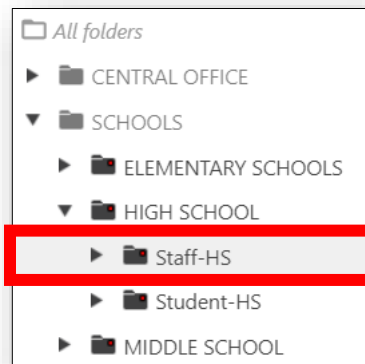 All folders
CENTRAL OFFICE
SCHOOLS
ELEMENTARY SCHOOLS
HIGH SCHOOL
Staff-HS
Student-HS
MIDDLE SCHOOL